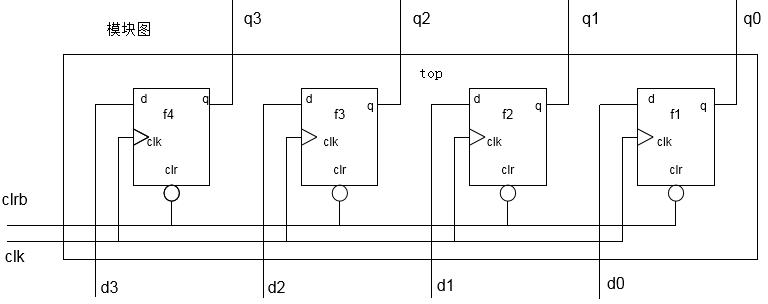 模块图
q3
q2
q1
q0
top
d
q
f4
clk
clr
d
q
f3
clk
clr
d
q
f2
clk
clr
d
q
f1
clk
clr
clrb
clk
d3
d2
d1
d0